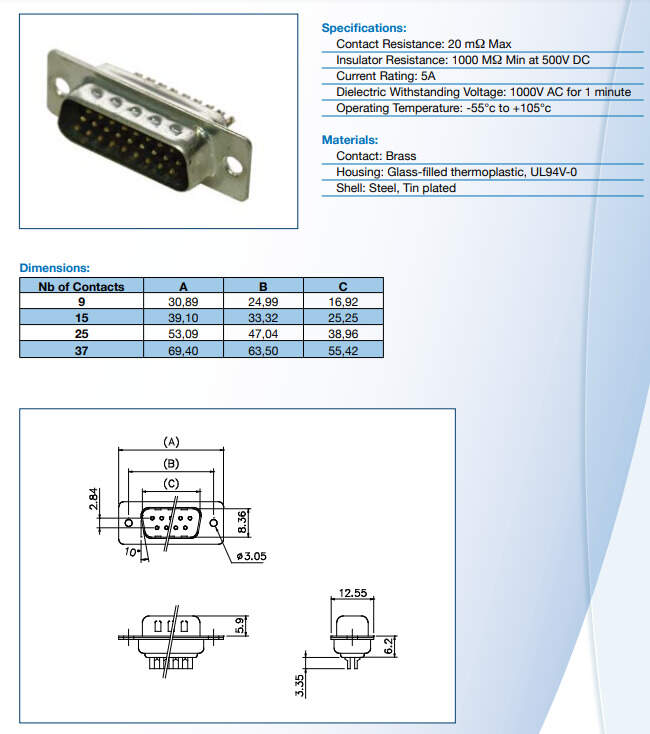 Specifications:
Contact Resistance: 20 mΩ Max
Insulator Resistance: 1000 MΩ Min at 500V DC
Current Rating: 5A
Dielectric Withstanding Voltage: 1000V AC for 1 minute
Operating Temperature: -55°c to +105°c
Materials:
Contact: Brass
Housing: Glass-filled thermoplastic, UL94V-0
Shell: Steel, Tin plated
Dimensions:
Nb of Contacts A B C
9 30,89 24,99 16,92
15 39,10 33,32 25,25
25 53,09 47,04 38,96
37 69,40 63,50 55,42
(A)
(B)
(C)
2.84
8.36
10°
ø3.05
12.55
5.9
6.2
3.35